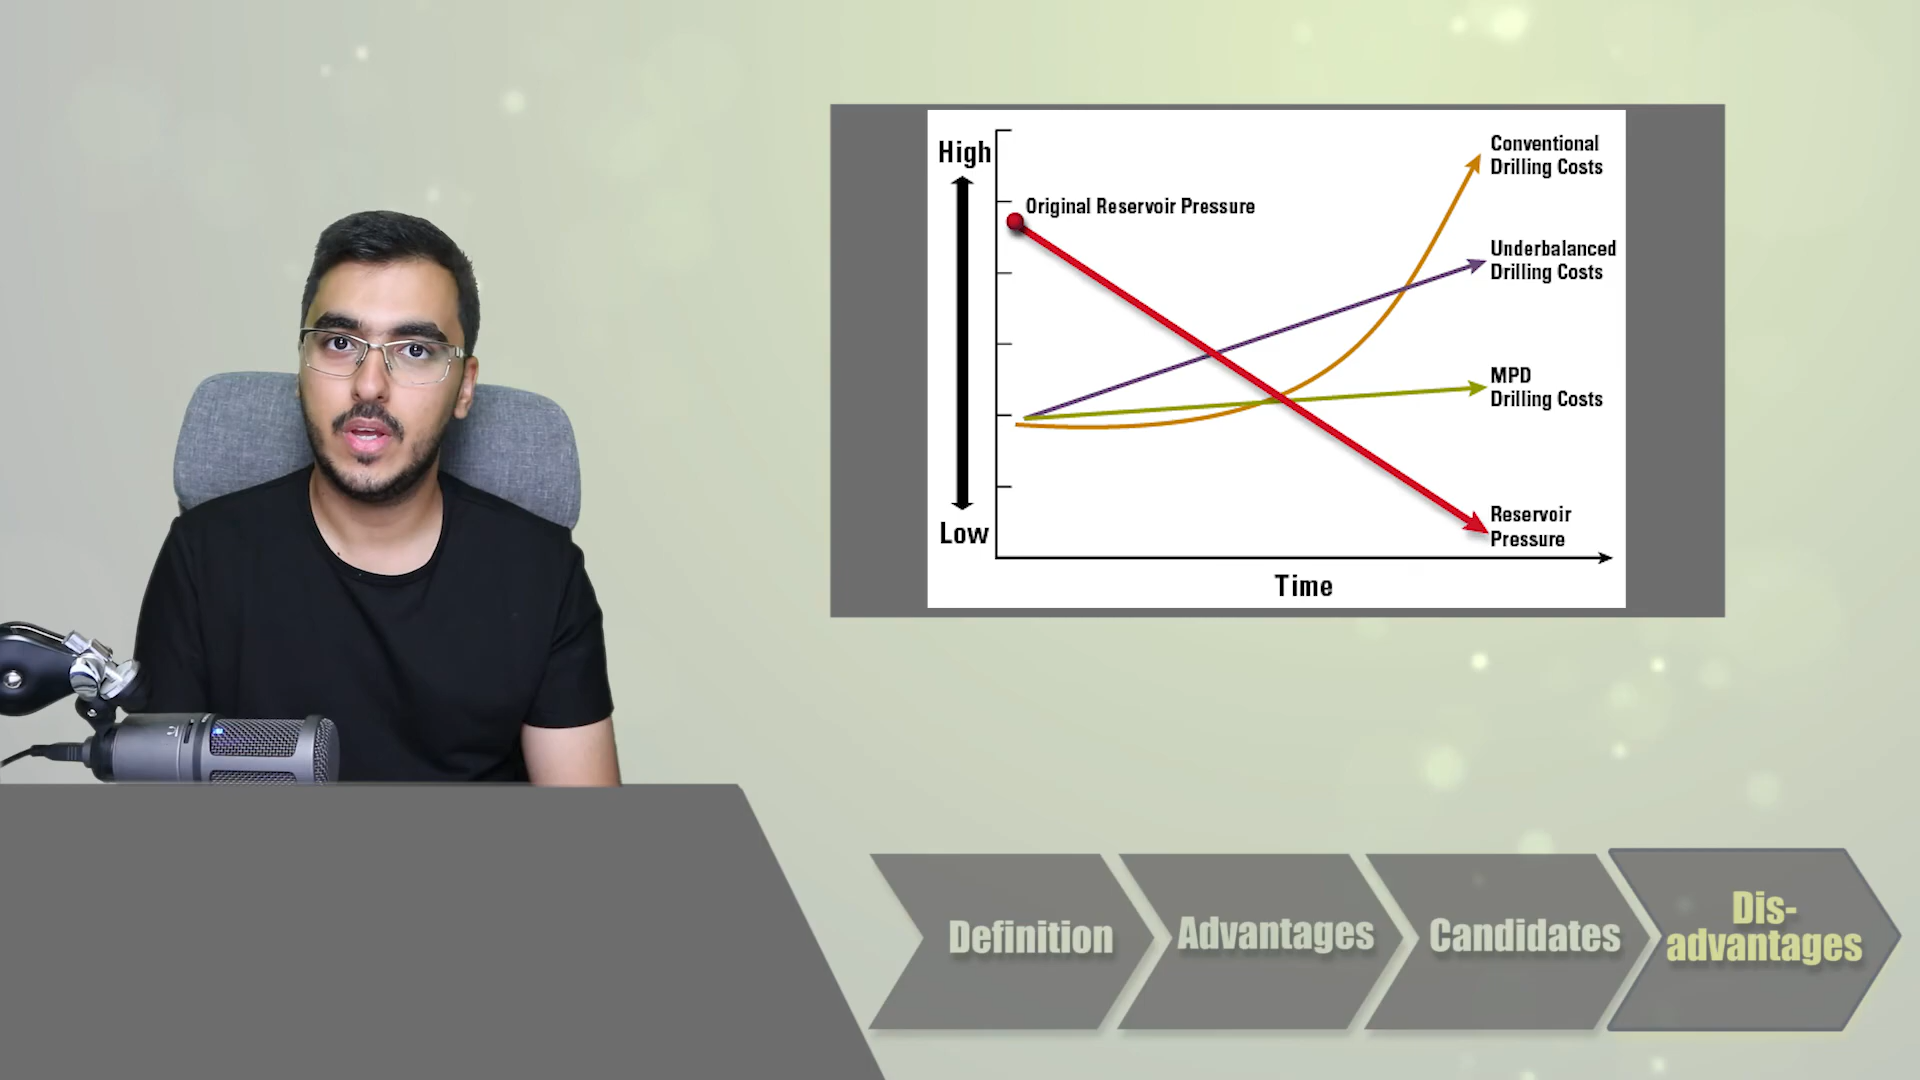 High
Original Reservoir Pressure
Conventional
Drilling Costs
Underbalanced
Drilling Costs
MPD
Drilling Costs
Reservoir
Pressure
Low
Time
Definition
Advantages
Candidates
Dis-
advantages